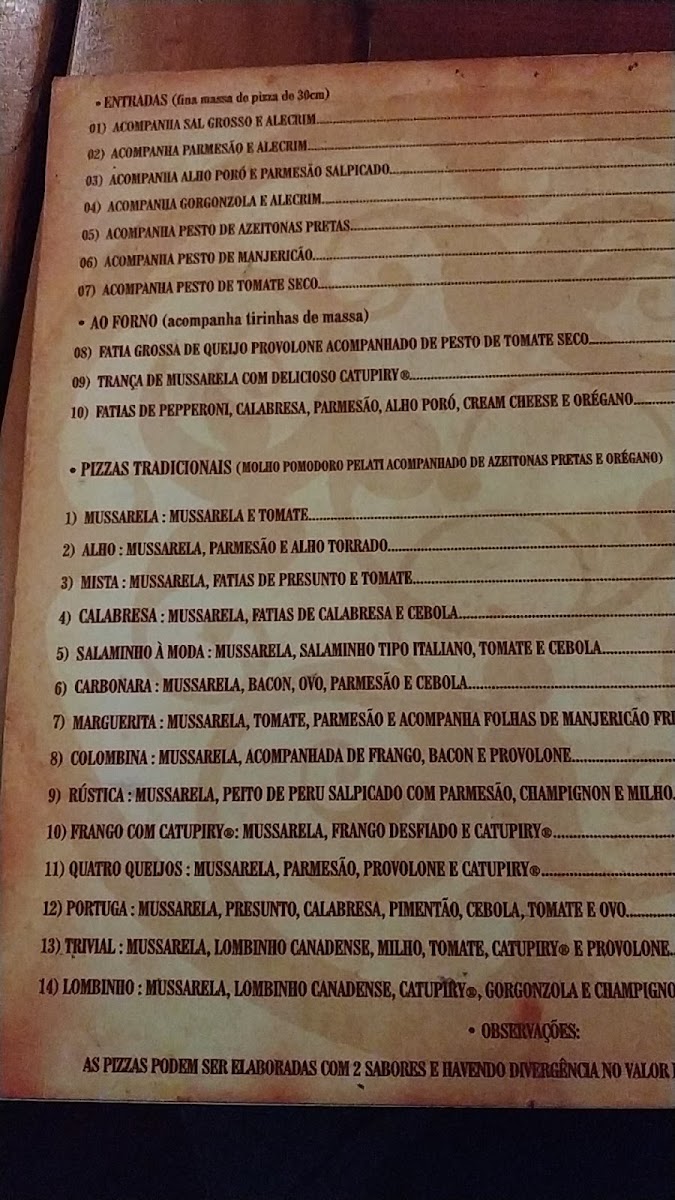 • ENTRADAS (fina massa de pizza de 30cm)
01) ACOMPANHA SAL GROSSO E ALECRIM
02) ACOMPANHA PARMESÃO E ALECRIM
03) ACOMPANHA ALHO PORÓ E PARMESÃO SALPICADO
04) ACOMPANHA GORGONZOLA E ALECRIM
05) ACOMPANHA PESTO DE AZEITONAS PRETAS
06) ACOMPANHA PESTO DE MANJERICÃO
07) ACOMPANHA PESTO DE TOMATE SECO
• AO FORNO (acompanha tirinhas de massa)
08) FATIA GROSSA DE QUEIJO PROVOLONE ACOMPANHADO DE PESTO DE TOMATE SECO
09) TRANÇA DE MUSSARELA COM DELICIOSO CATUPIRY®
10) FATIAS DE PEPPERONI, CALABRESA, PARMESÃO, ALHO PORÓ, CREAM CHEESE E ORÉGANO
• PIZZAS TRADICIONAIS (MOLHO POMODORO PELATI ACOMPANHADO DE AZEITONAS PRETAS E ORÉGANO)
1) MUSSARELA : MUSSARELA E TOMATE
2) ALHO : MUSSARELA, PARMESÃO E ALHO TORRADO
3) MISTA : MUSSARELA, FATIAS DE PRESUNTO E TOMATE
4) CALABRESA : MUSSARELA, FATIAS DE CALABRESA E CEBOLA
5) SALAMINHO À MODA : MUSSARELA, SALAMINHO TIPO ITALIANO, TOMATE E CEBOLA
6) CARBONARA : MUSSARELA, BACON, OVO, PARMESÃO E CEBOLA
7) MARGUERITA : MUSSARELA, TOMATE, PARMESÃO E ACOMPANHA FOLHAS DE MANJERICÃO FRE
8) COLOMBINA : MUSSARELA, ACOMPANHADA DE FRANGO, BACON E PROVOLONE
9) RÚSTICA : MUSSARELA, PEITO DE PERU SALPICADO COM PARMESÃO, CHAMPIGNON E MILHO
10) FRANGO COM CATUPIRY®: MUSSARELA, FRANGO DESFIADO E CATUPIRY®
11) QUATRO QUEIJOS : MUSSARELA, PARMESÃO, PROVOLONE E CATUPIRY®
12) PORTUGA : MUSSARELA, PRESUNTO, CALABRESA, PIMENTÃO, CEBOLA, TOMATE E OVO
13) TRIVIAL : MUSSARELA, LOMBINHO CANADENSE, MILHO, TOMATE, CATUPIRY® E PROVOLONE
14) LOMBINHO : MUSSARELA, LOMBINHO CANADENSE, CATUPIRY®, GORGONZOLA E CHAMPIGNO
• OBSERVAÇÕES:
AS PIZZAS PODEM SER ELABORADAS COM 2 SABORES E HAVENDO DIVERGÊNCIA NO VALOR